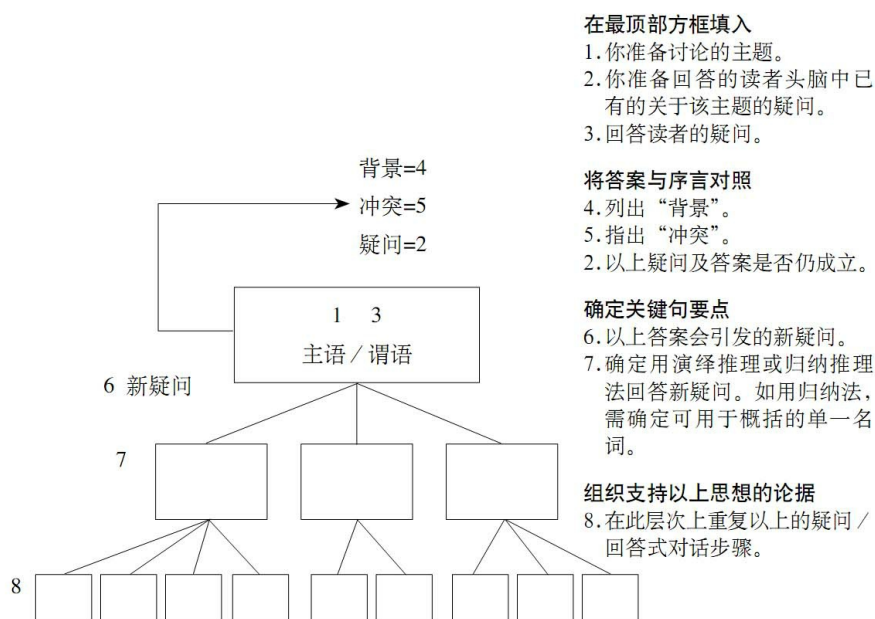 背景=4
冲突=5
疑问=2
1 3
主语/谓语
6 新疑问
7
8
在最顶部方框填入
1.你准备讨论的主题。
2.你准备回答的读者头脑中已
有的关于该主题的疑问。
3.回答读者的疑问。
将答案与序言对照
4.列出“背景”。
5.指出“冲突”。
2.以上疑问及答案是否仍成立。
确定关键句要点
6.以上答案会引发的新疑问。
7.确定用演绎推理或归纳推理
法回答新疑问。如用归纳法，
需确定可用于概括的单一名
词。
组织支持以上思想的论据
8.在此层次上重复以上的疑问/
回答式对话步骤。